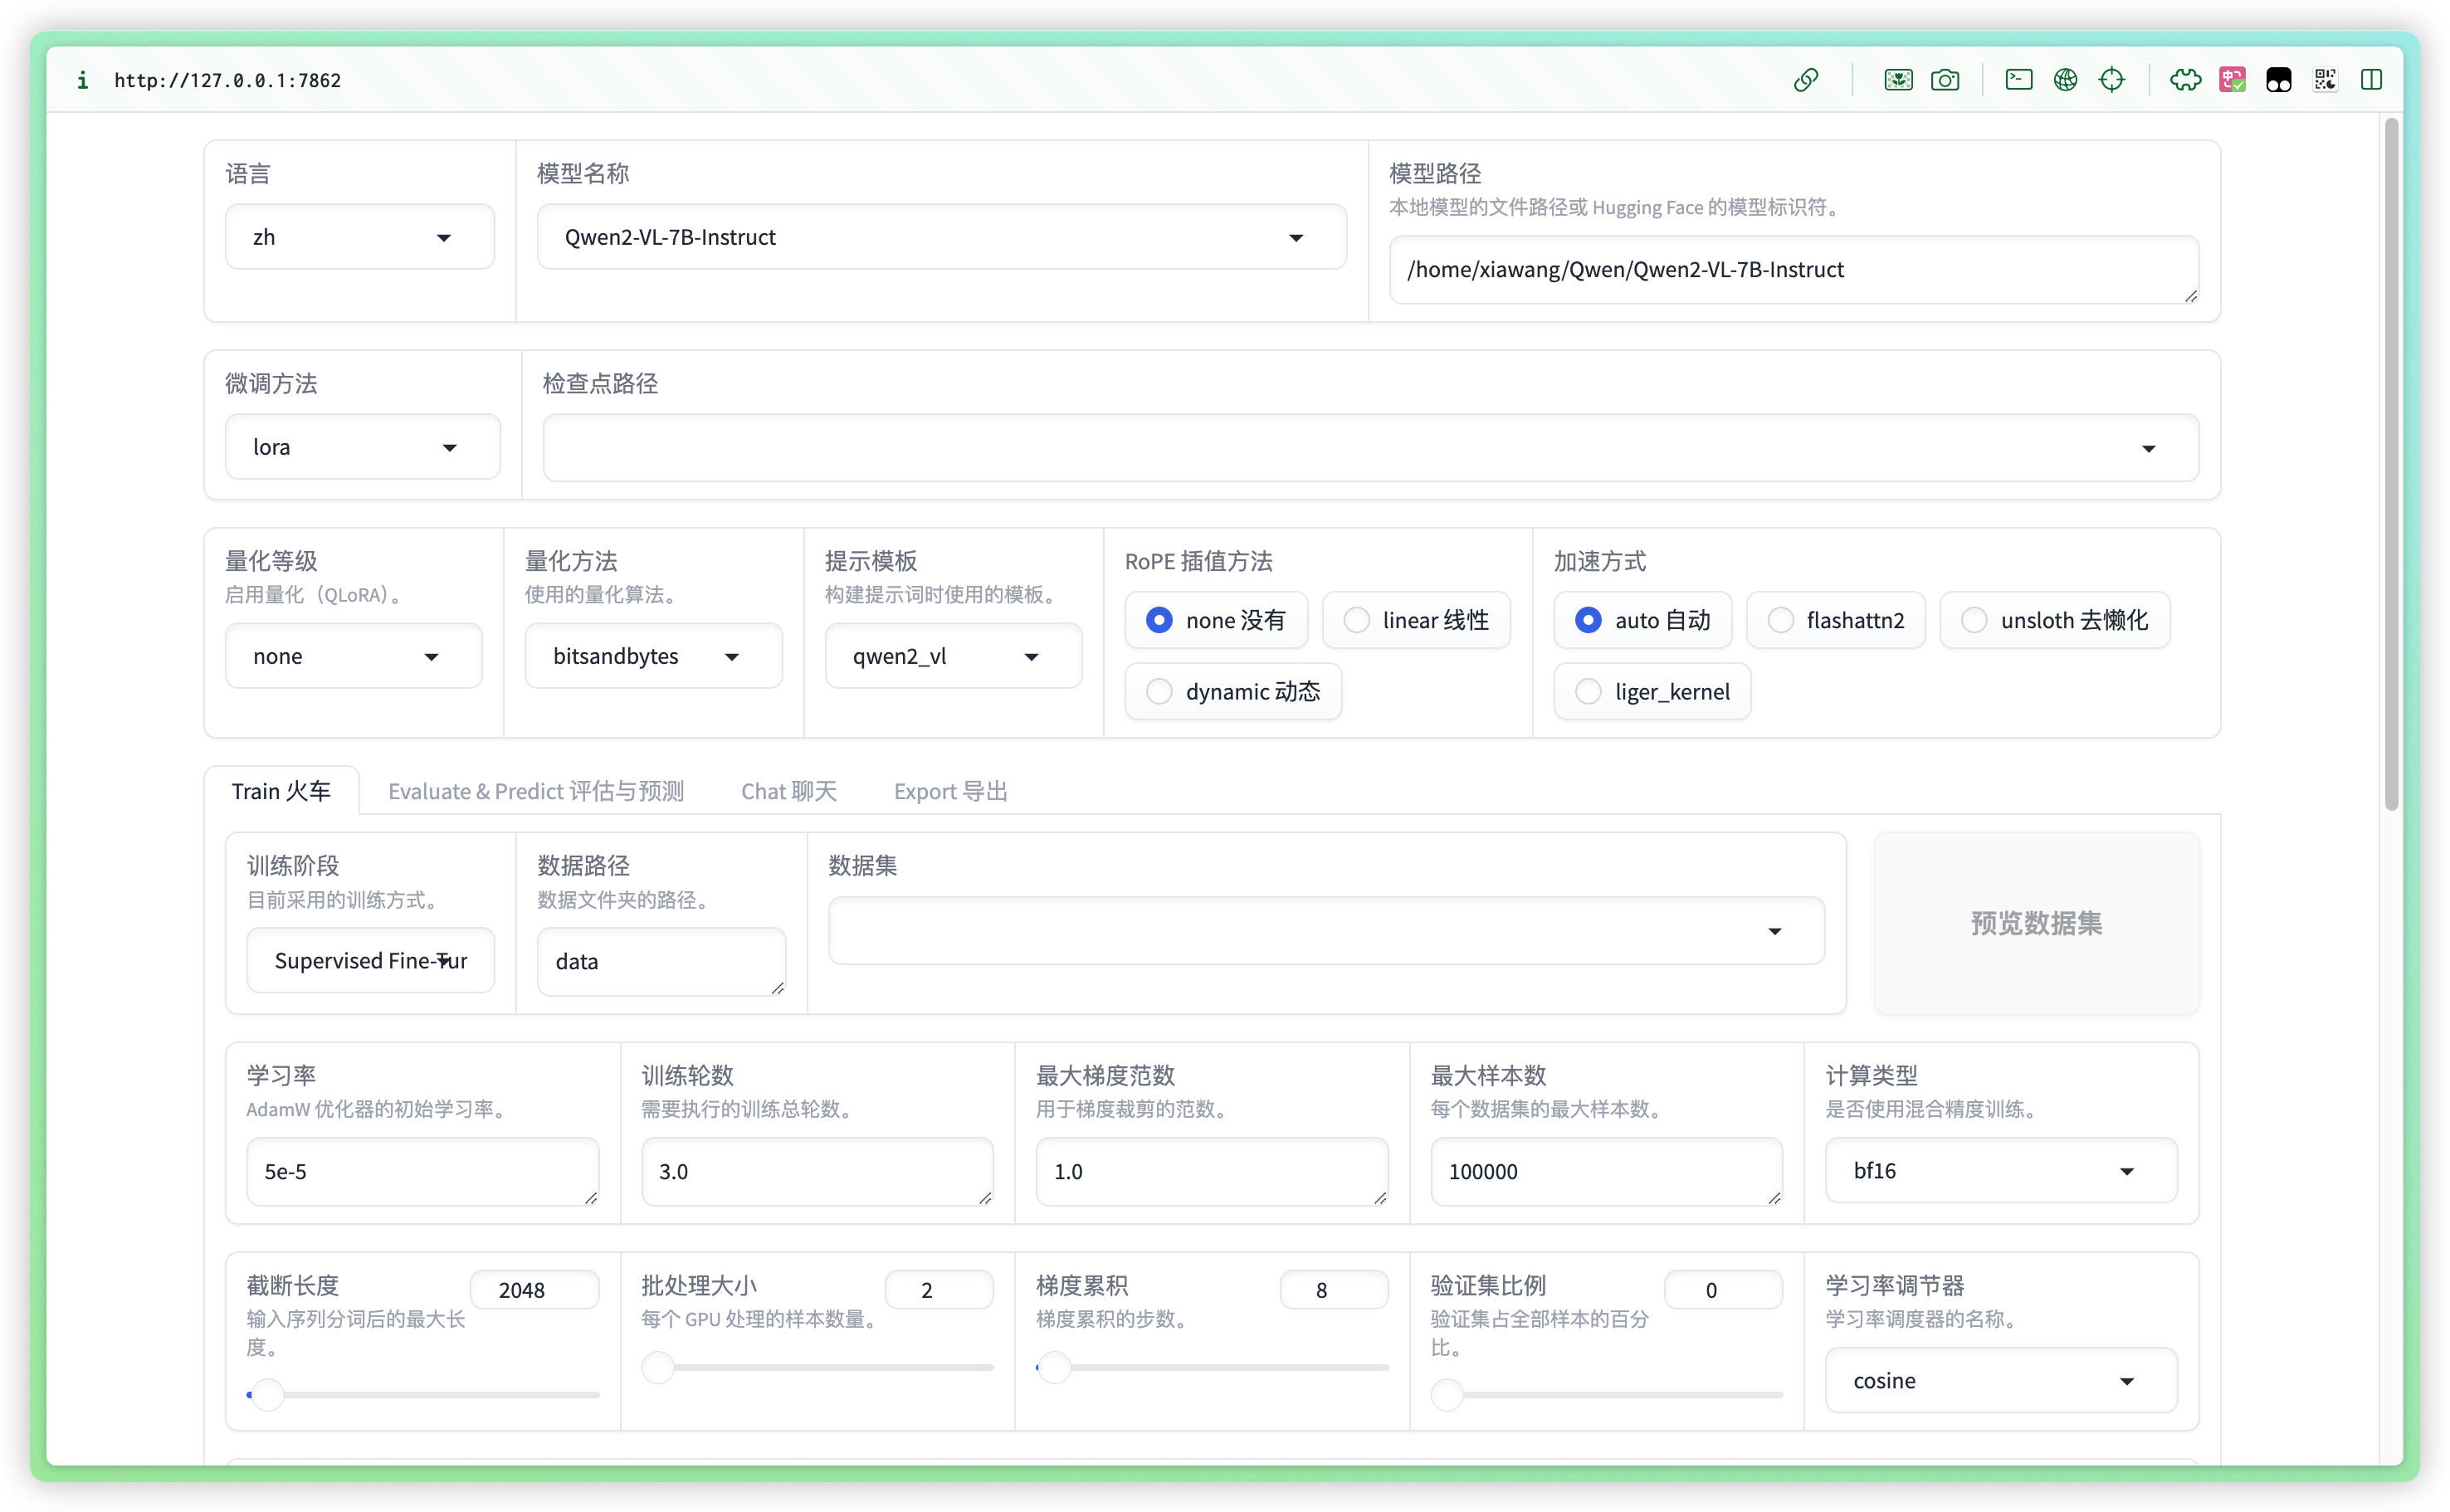 http://127.0.0.1:7862
语言
模型名称
模型路径
本地模型的文件路径或 Hugging Face 的模型标识符。
zh
Qwen2-VL-7B-Instruct
/home/xiawang/Qwen/Qwen2-VL-7B-Instruct
微调方法
检查点路径
lora
量化等级
启用量化（QLoRA）。
none
量化方法
使用的量化算法。
bitsandbytes
提示模板
构建提示词时使用的模板。
qwen2_vl
RoPE 插值方法
none 没有
linear 线性
dynamic 动态
加速方式
auto 自动
flashattn2
unsloth 去懒化
liger_kernel
Train 火车
Evaluate & Predict 评估与预测
Chat 聊天
Export 导出
训练阶段
目前采用的训练方式。
Supervised Fine-Tur
数据路径
数据文件夹的路径。
data
数据集
预览数据集
学习率
AdamW 优化器的初始学习率。
5e-5
训练轮数
需要执行的训练总轮数。
3.0
最大梯度范数
用于梯度裁剪的范数。
1.0
最大样本数
每个数据集的最大样本数。
100000
计算类型
是否使用混合精度训练。
bf16
截断长度
2048
输入序列分词后的最大长
度。
批处理大小
2
每个 GPU 处理的样本数量。
梯度累积
8
梯度累积的步数。
验证集比例
0
验证集占全部样本的百分
比。
学习率调节器
学习率调度器的名称。
cosine